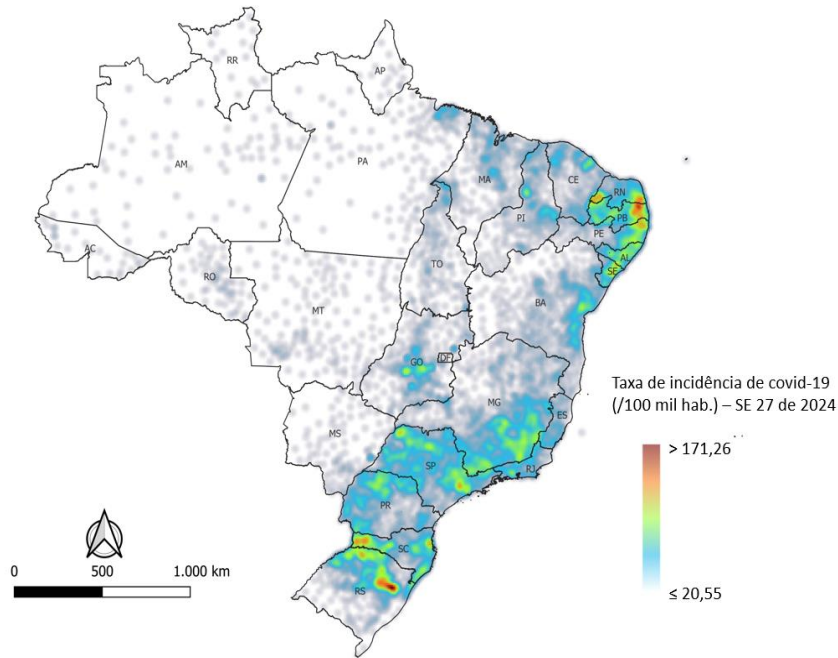 RR
AP
AM
PA
MA
CE
RN
PB
PI
PE
AL
AC
TO
SE
RO
BA
MT
GO
DF
MG
ES
MS
SP
RJ
PR
SC
RS
Taxa de incidência de covid-19
(/100 mil hab.) – SE 27 de 2024
> 171,26
≤ 20,55
0 500 1.000 km